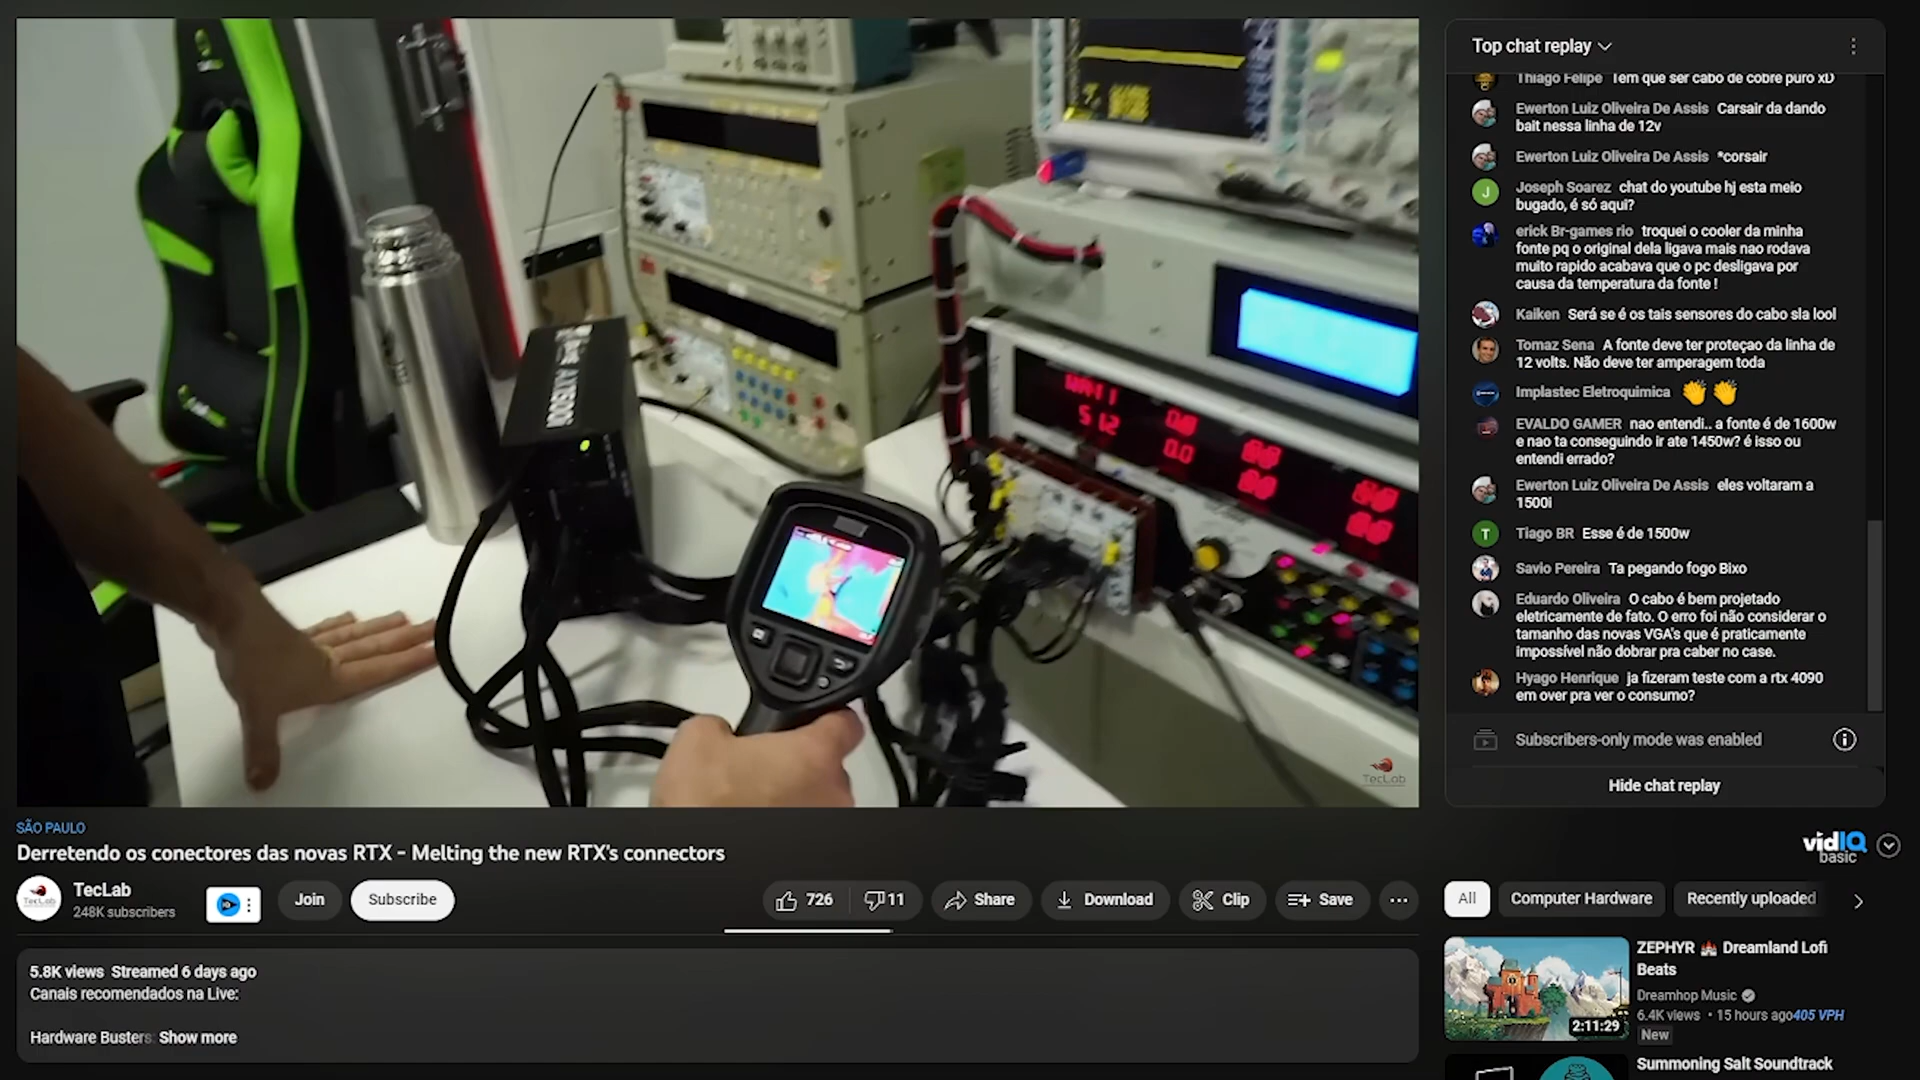 AX1600i
WATT
512
0.0
TecLab
SÃO PAULO
Derretendo os conectores das novas RTX - Melting the new RTX's connectors
TecLab
248K subscribers
Join
Subscribe
726
11
Share
Download
Clip
Save
5.8K views Streamed 6 days ago
Canais recomendados na Live:
Hardware Busters: Show more
Top chat replay
Thiago Felipe Tem que ser cabo de cobre puro xD
Ewerton Luiz Oliveira De Assis Carsair da dando
bait nessa linha de 12v
Ewerton Luiz Oliveira De Assis *corsair
J
Joseph Soarez chat do youtube hj esta meio
bugado, é só aqui?
erick Br-games rio troquei o cooler da minha
fonte pq o original dela ligava mais nao rodava
muito rapido acabava que o pc desligava por
causa da temperatura da fonte !
Kaiken Será se é os tais sensores do cabo sla lool
Tomaz Sena A fonte deve ter proteçao da linha de
12 volts. Não deve ter amperagem toda
Implastec Eletroquimica 👏 👏
EVALDO GAMER nao entendi.. a fonte é de 1600w
e nao ta conseguindo ir ate 1450w? é isso ou
entendi errado?
Ewerton Luiz Oliveira De Assis eles voltaram a
1500i
T
Tiago BR Esse é de 1500w
Savio Pereira Ta pegando fogo Bixo
Eduardo Oliveira O cabo é bem projetado
eletricamente de fato. O erro foi não considerar o
tamanho das novas VGA's que é praticamente
impossível não dobrar pra caber no case.
Hyago Henrique ja fizeram teste com a rtx 4090
em over pra ver o consumo?
Subscribers-only mode was enabled
Hide chat replay
vidIQ
basic
All
Computer Hardware
Recently uploaded
2:11:29
ZEPHYR 🏰 Dreamland Lofi
Beats
Dreamhop Music
6.4K views • 15 hours ago405 VPH
New
Summoning Salt Soundtrack